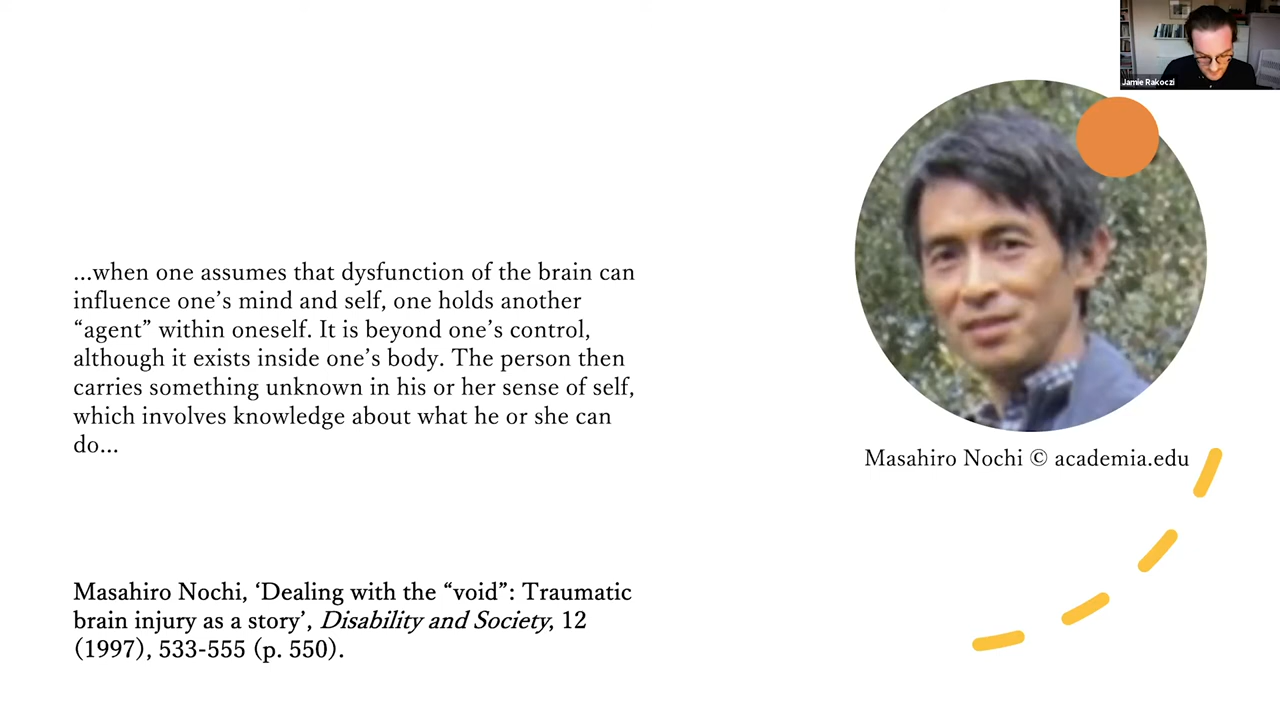 Jamie Rakoczi
...when one assumes that dysfunction of the brain can
influence one’s mind and self, one holds another
“agent” within oneself. It is beyond one’s control,
although it exists inside one’s body. The person then
carries something unknown in his or her sense of self,
which involves knowledge about what he or she can
do...
Masahiro Nochi © academia.edu
Masahiro Nochi, ‘Dealing with the “void”: Traumatic
brain injury as a story’, Disability and Society, 12
(1997), 533-555 (p. 550).